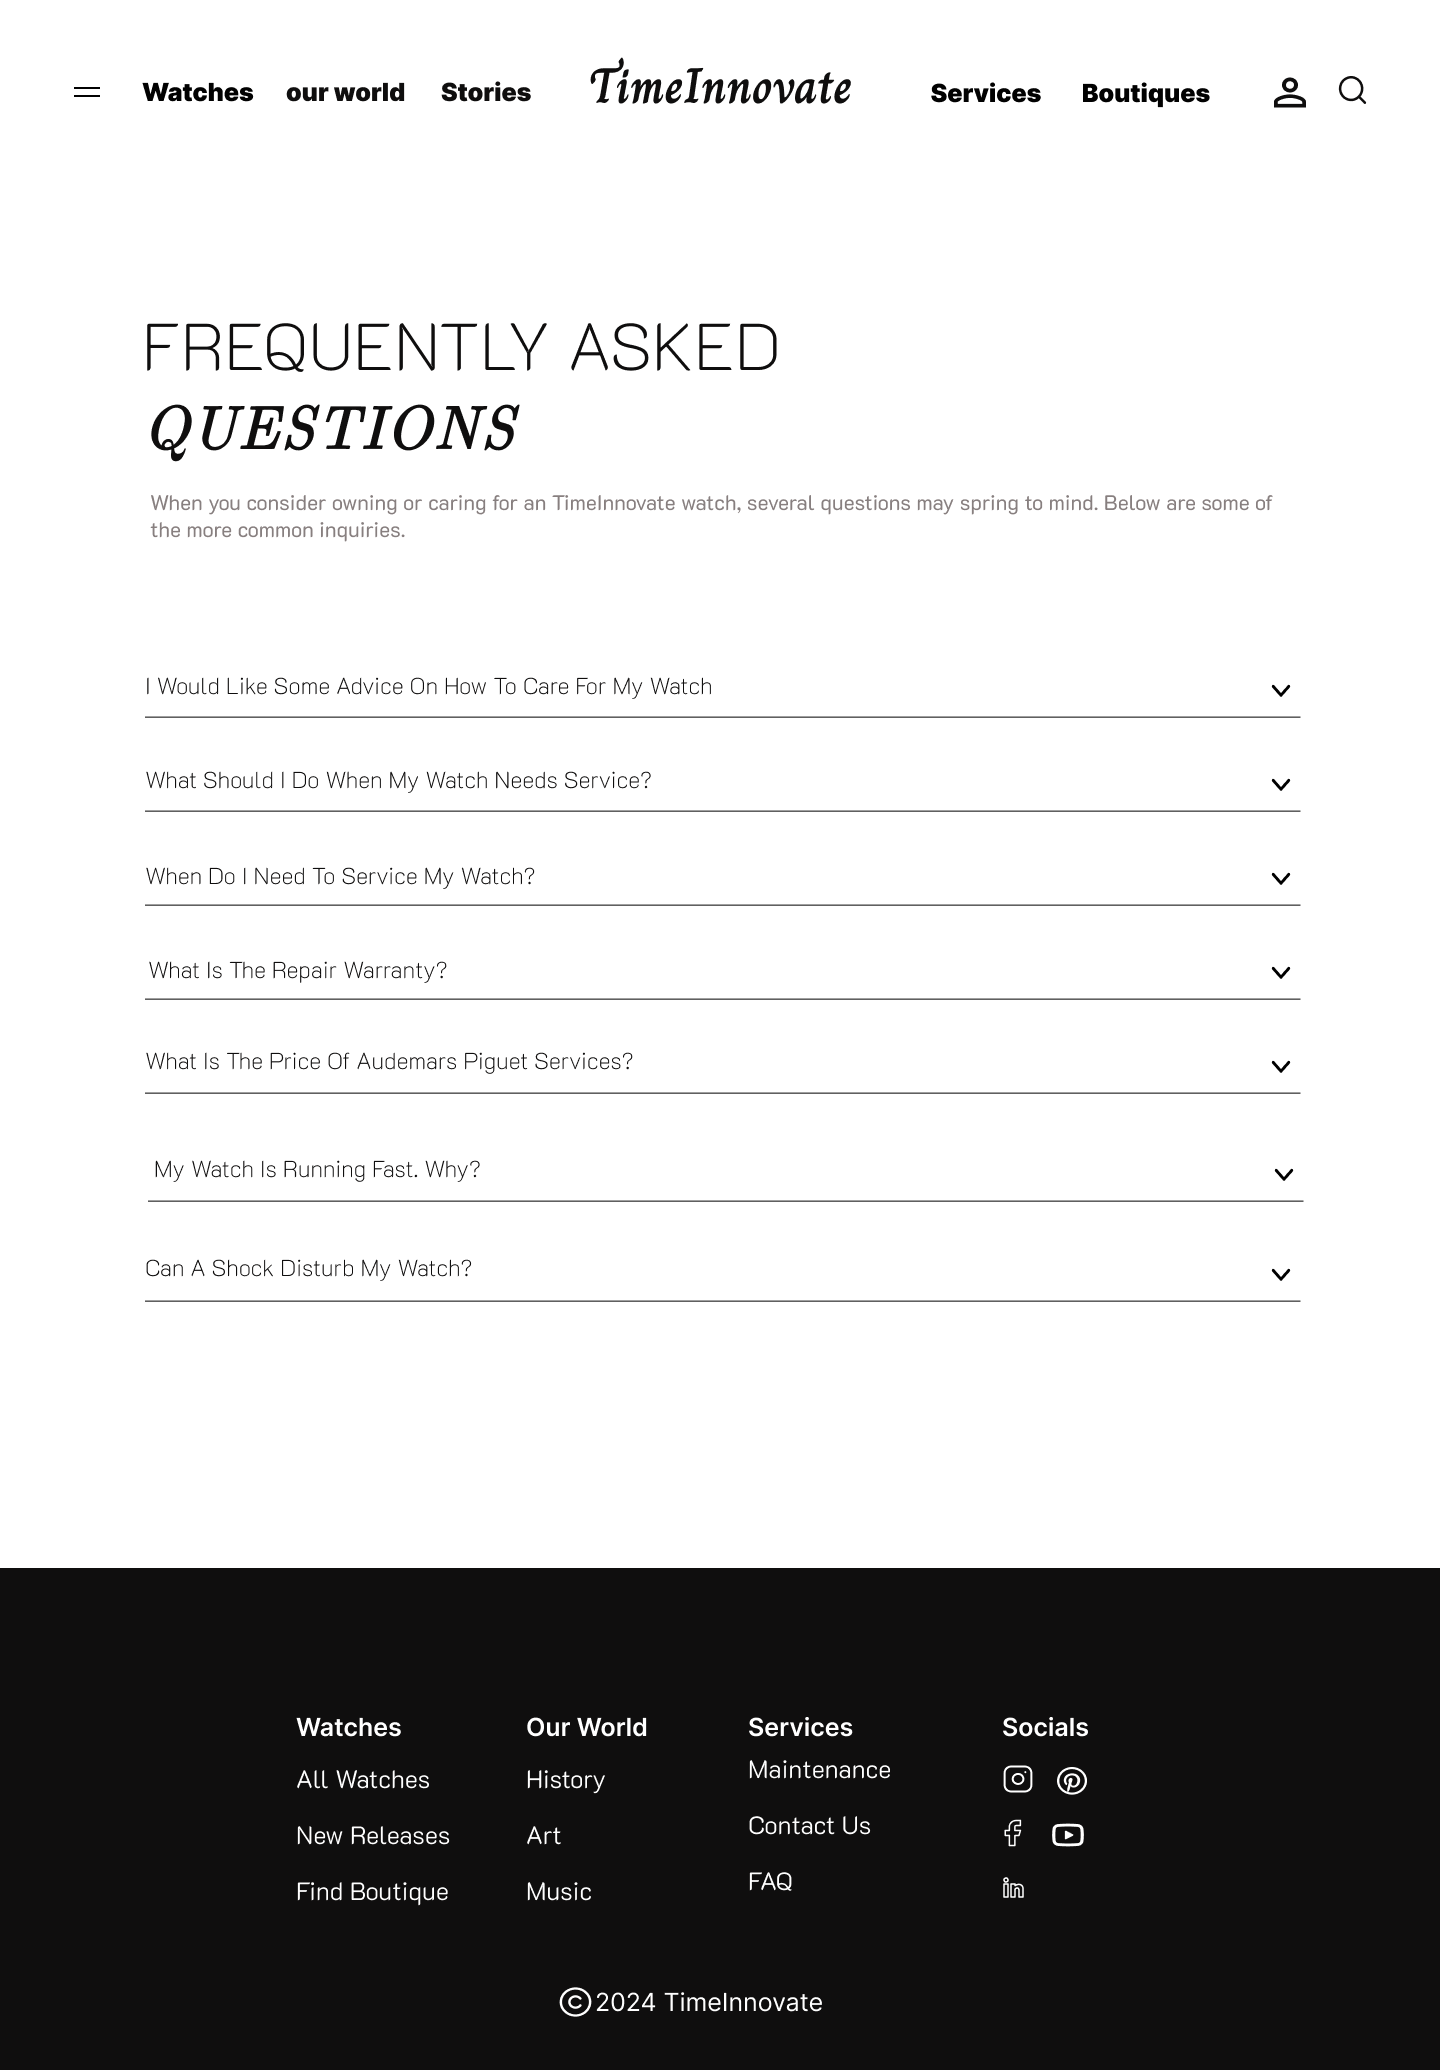 Watches our world Stories TimeInnovate Services Boutiques
FREQUENTLY ASKED
QUESTIONS
When you consider owning or caring for an TimeInnovate watch, several questions may spring to mind. Below are some of
the more common inquiries.
I Would Like Some Advice On How To Care For My Watch
What Should I Do When My Watch Needs Service?
When Do I Need To Service My Watch?
What Is The Repair Warranty?
What Is The Price Of Audemars Piguet Services?
My Watch Is Running Fast. Why?
Can A Shock Disturb My Watch?
Watches Our World Services Socials
All Watches History Maintenance
New Releases Art Contact Us
Find Boutique Music FAQ
©2024 TimeInnovate